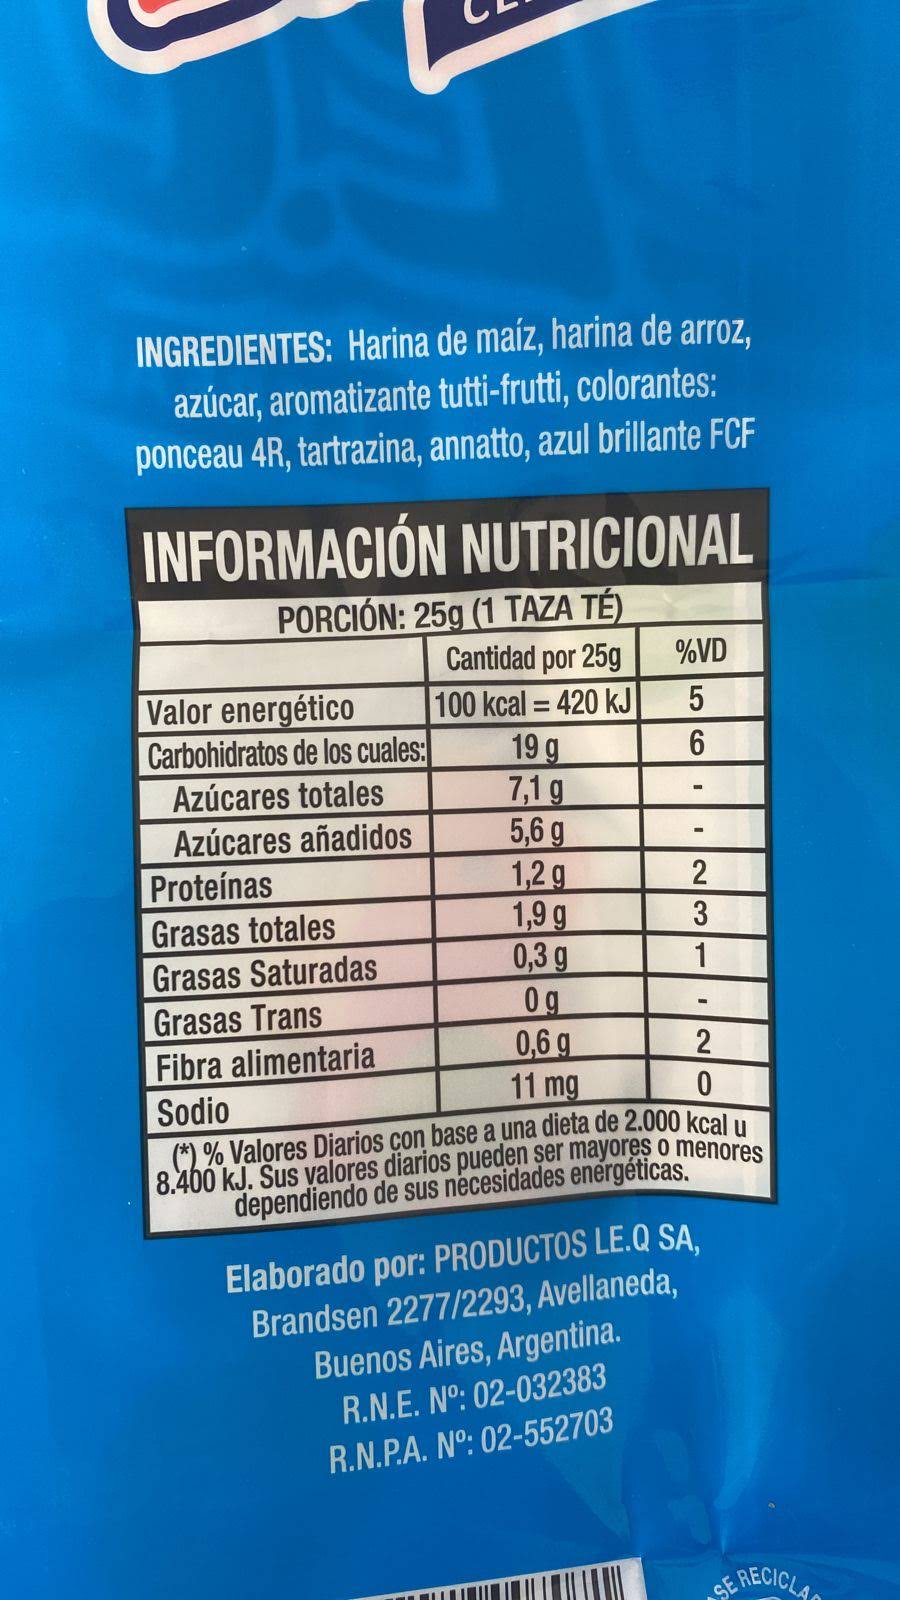 INGREDIENTES: Harina de maíz, harina de arroz,
azúcar, aromatizante tutti-frutti, colorantes:
ponceau 4R, tartrazina, annatto, azul brillante FCF
INFORMACIÓN NUTRICIONAL
PORCIÓN: 25g (1 TAZA TÉ)
Cantidad por 25g %VD
Valor energético 100 kcal = 420 kJ 5
Carbohidratos de los cuales: 19 g 6
Azúcares totales 7,1 g -
Azúcares añadidos 5,6 g -
Proteínas 1,2 g 2
Grasas totales 1,9 g 3
Grasas Saturadas 0,3 g 1
Grasas Trans 0 g -
Fibra alimentaria 0,6 g 2
Sodio 11 mg 0
(*) % Valores Diarios con base a una dieta de 2.000 kcal u
8.400 kJ. Sus valores diarios pueden ser mayores o menores
dependiendo de sus necesidades energéticas.
Elaborado por: PRODUCTOS LE.Q SA,
Brandsen 2277/2293, Avellaneda,
Buenos Aires, Argentina.
R.N.E. Nº: 02-032383
R.N.P.A. Nº: 02-552703